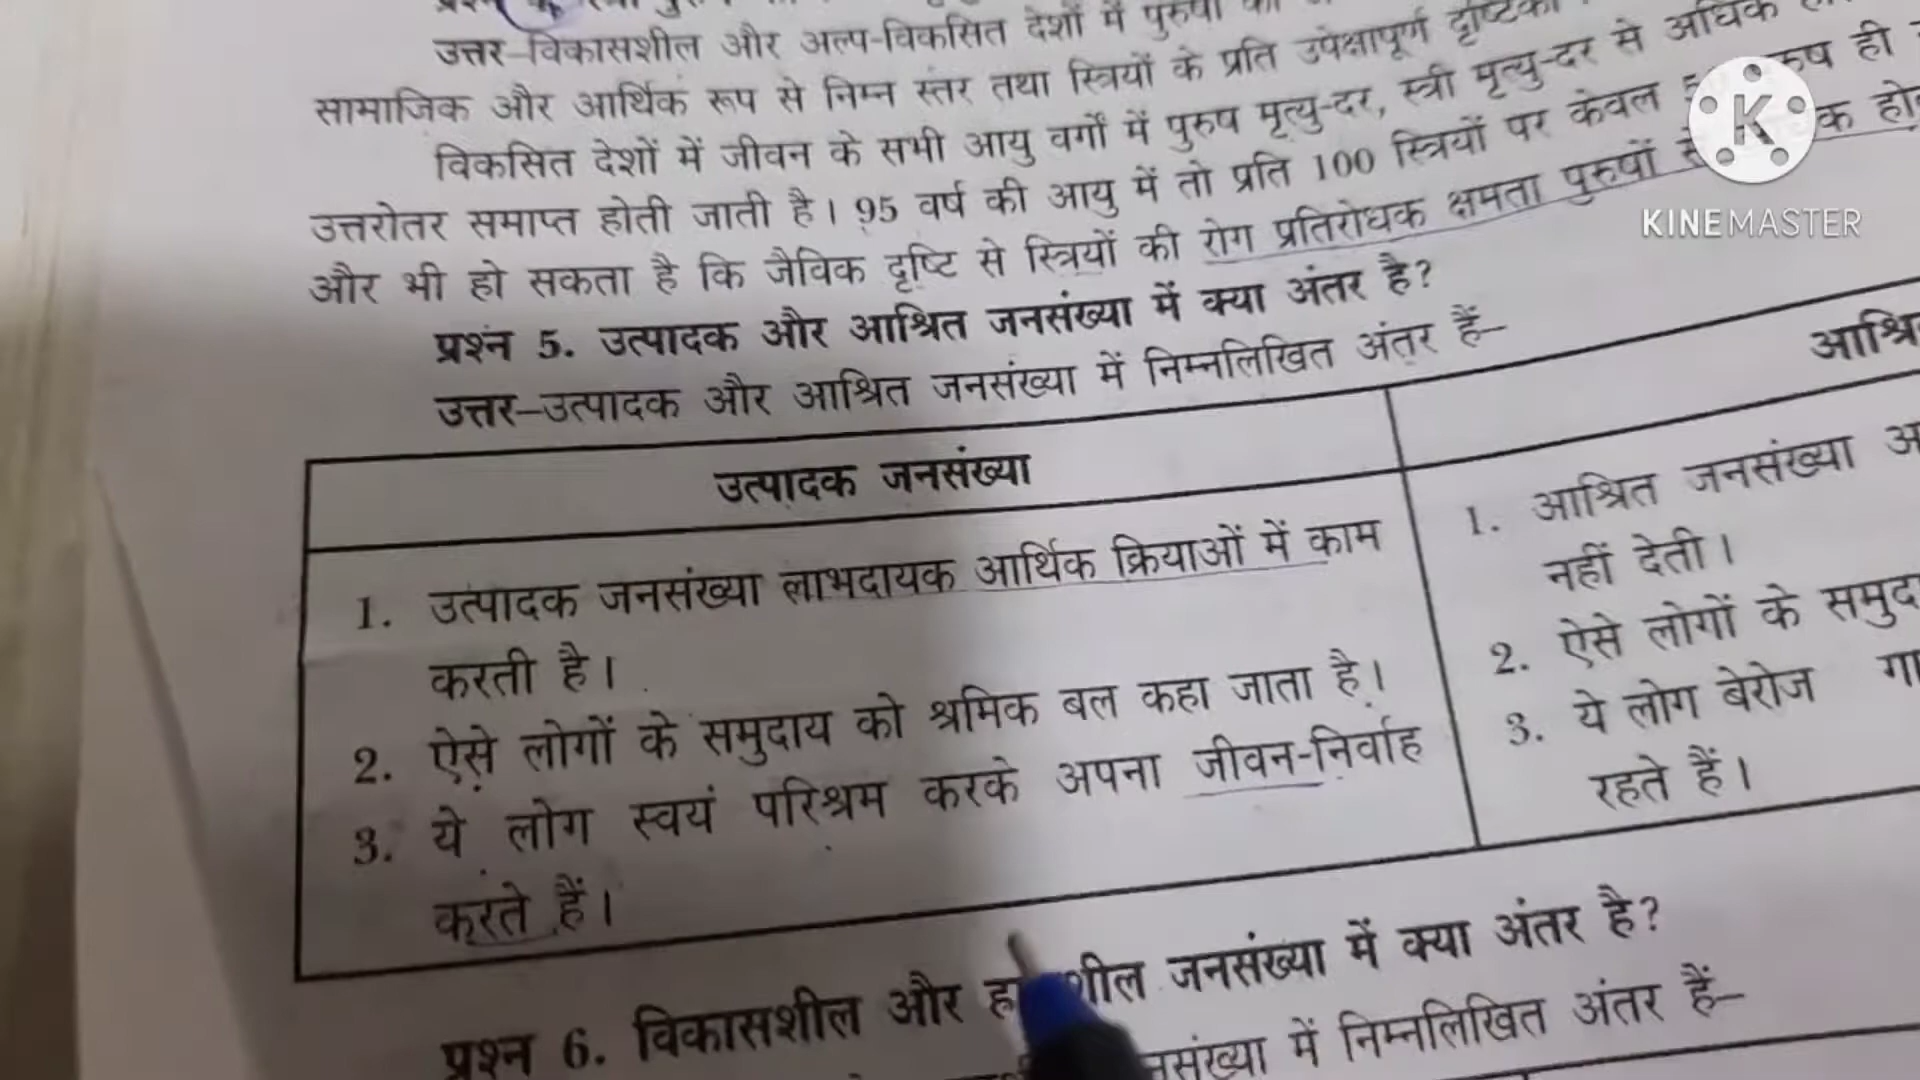 उत्तर–विकासशील और अल्प-विकसित देशों में पुरुषों
सामाजिक और आर्थिक रूप से निम्न स्तर तथा स्त्रियों के प्रति उपेक्षापूर्ण
विकसित देशों में जीवन के सभी आयु वर्गों में पुरुष मृत्यु-दर, स्त्री मृत्यु-दर से अधिक
उत्तरोतर समाप्त होती जाती है। 95 वर्ष की आयु में तो प्रति 100 स्त्रियों पर केवल ही
और भी हो सकता है कि जैविक दृष्टि से स्त्रियों की रोग प्रतिरोधक क्षमता पुरुषों
K
KINEMASTER
प्रश्न 5. उत्पादक और आश्रित जनसंख्या में क्या अंतर है?
उत्तर–उत्पादक और आश्रित जनसंख्या में निम्नलिखित अंतर हैं–
उत्पादक जनसंख्या
1. उत्पादक जनसंख्या लाभदायक आर्थिक क्रियाओं में काम
करती है।
2. ऐसे लोगों के समुदाय को श्रमिक बल कहा जाता है।
3. ये लोग स्वयं परिश्रम करके अपना जीवन-निर्वाह
करते हैं।
1. आश्रित जनसंख्या
नहीं देती।
2. ऐसे लोगों के
3. ये लोग
रहते हैं।
प्रश्न 6. विकासशील और जनसंख्या में क्या अंतर है?
में निम्नलिखित अंतर हैं–